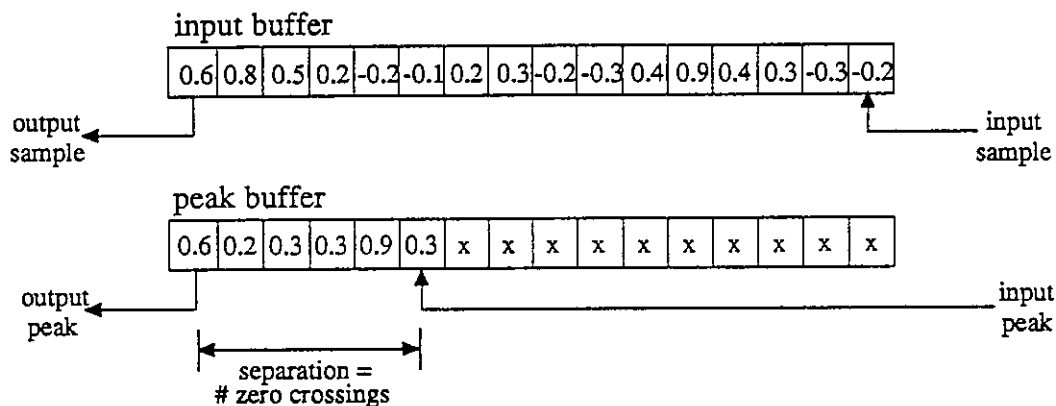 input buffer
0.6 0.8 0.5 0.2 -0.2 -0.1 0.2 0.3 -0.2 -0.3 0.4 0.9 0.4 0.3 -0.3 -0.2
output
sample
input
sample
peak buffer
0.6 0.2 0.3 0.3 0.9 0.3 x x x x x x x x x x
output
peak
input
peak
separation =
# zero crossings